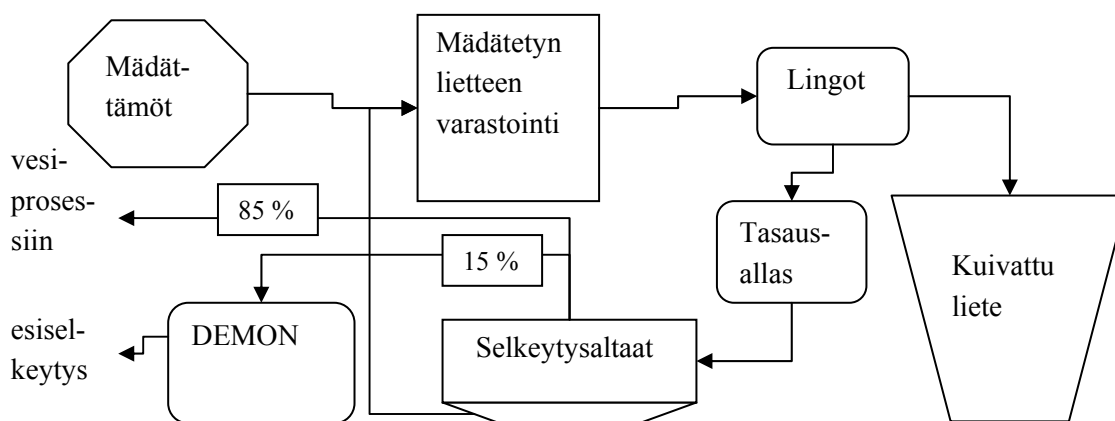 Mädät-
tämöt
Mädätetyn
lietteen
varastointi
Lingot
vesi-
proses-
siin
85 %
15 %
Tasaus-
allas
Kuivattu
liete
esisel-
keytys
DEMON
Selkeytysaltaat